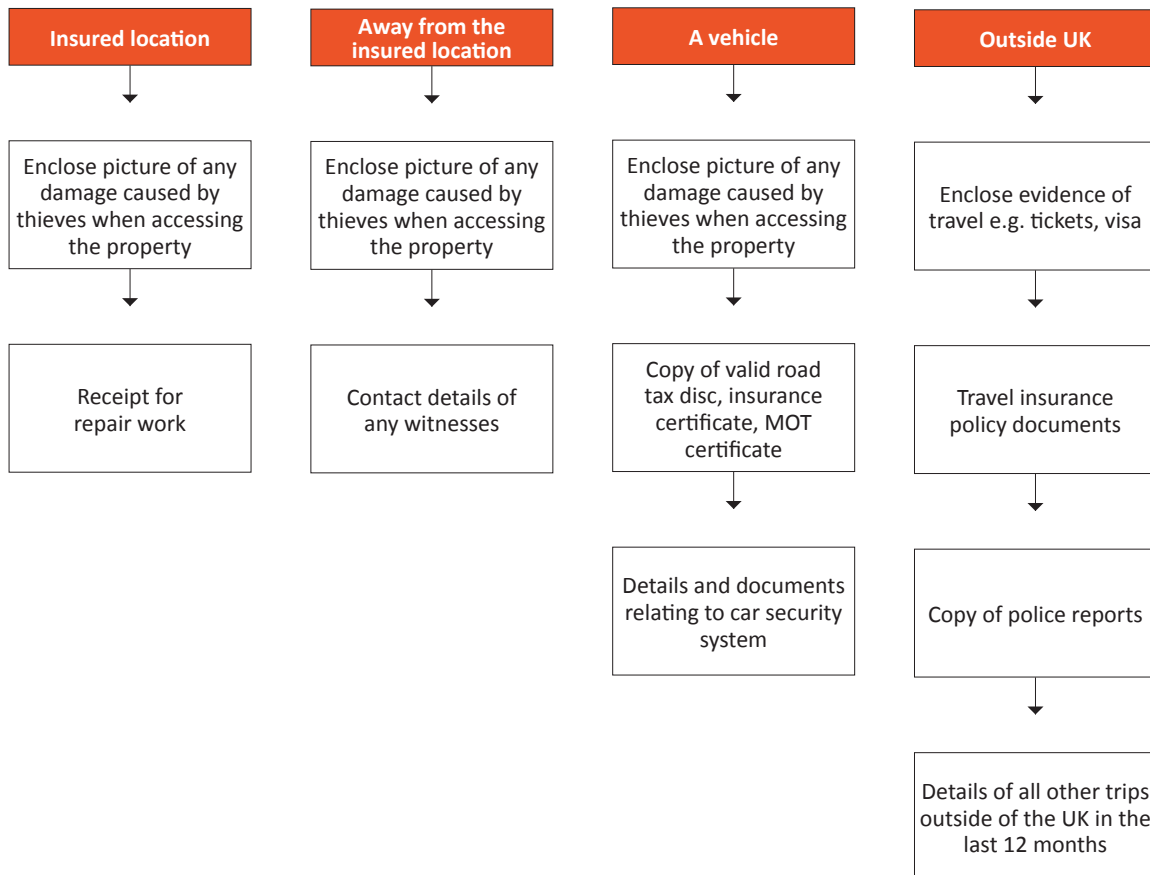 Insured location
Away from the
insured location
A vehicle
Outside UK
Enclose picture of any
damage caused by
thieves when accessing
the property
Enclose picture of any
damage caused by
thieves when accessing
the property
Enclose picture of any
damage caused by
thieves when accessing
the property
Enclose evidence of
travel e.g. tickets, visa
Receipt for
repair work
Contact details of
any witnesses
Copy of valid road
tax disc, insurance
certificate, MOT
certificate
Travel insurance
policy documents
Details and documents
relating to car security
system
Copy of police reports
Details of all other trips
outside of the UK in the
last 12 months